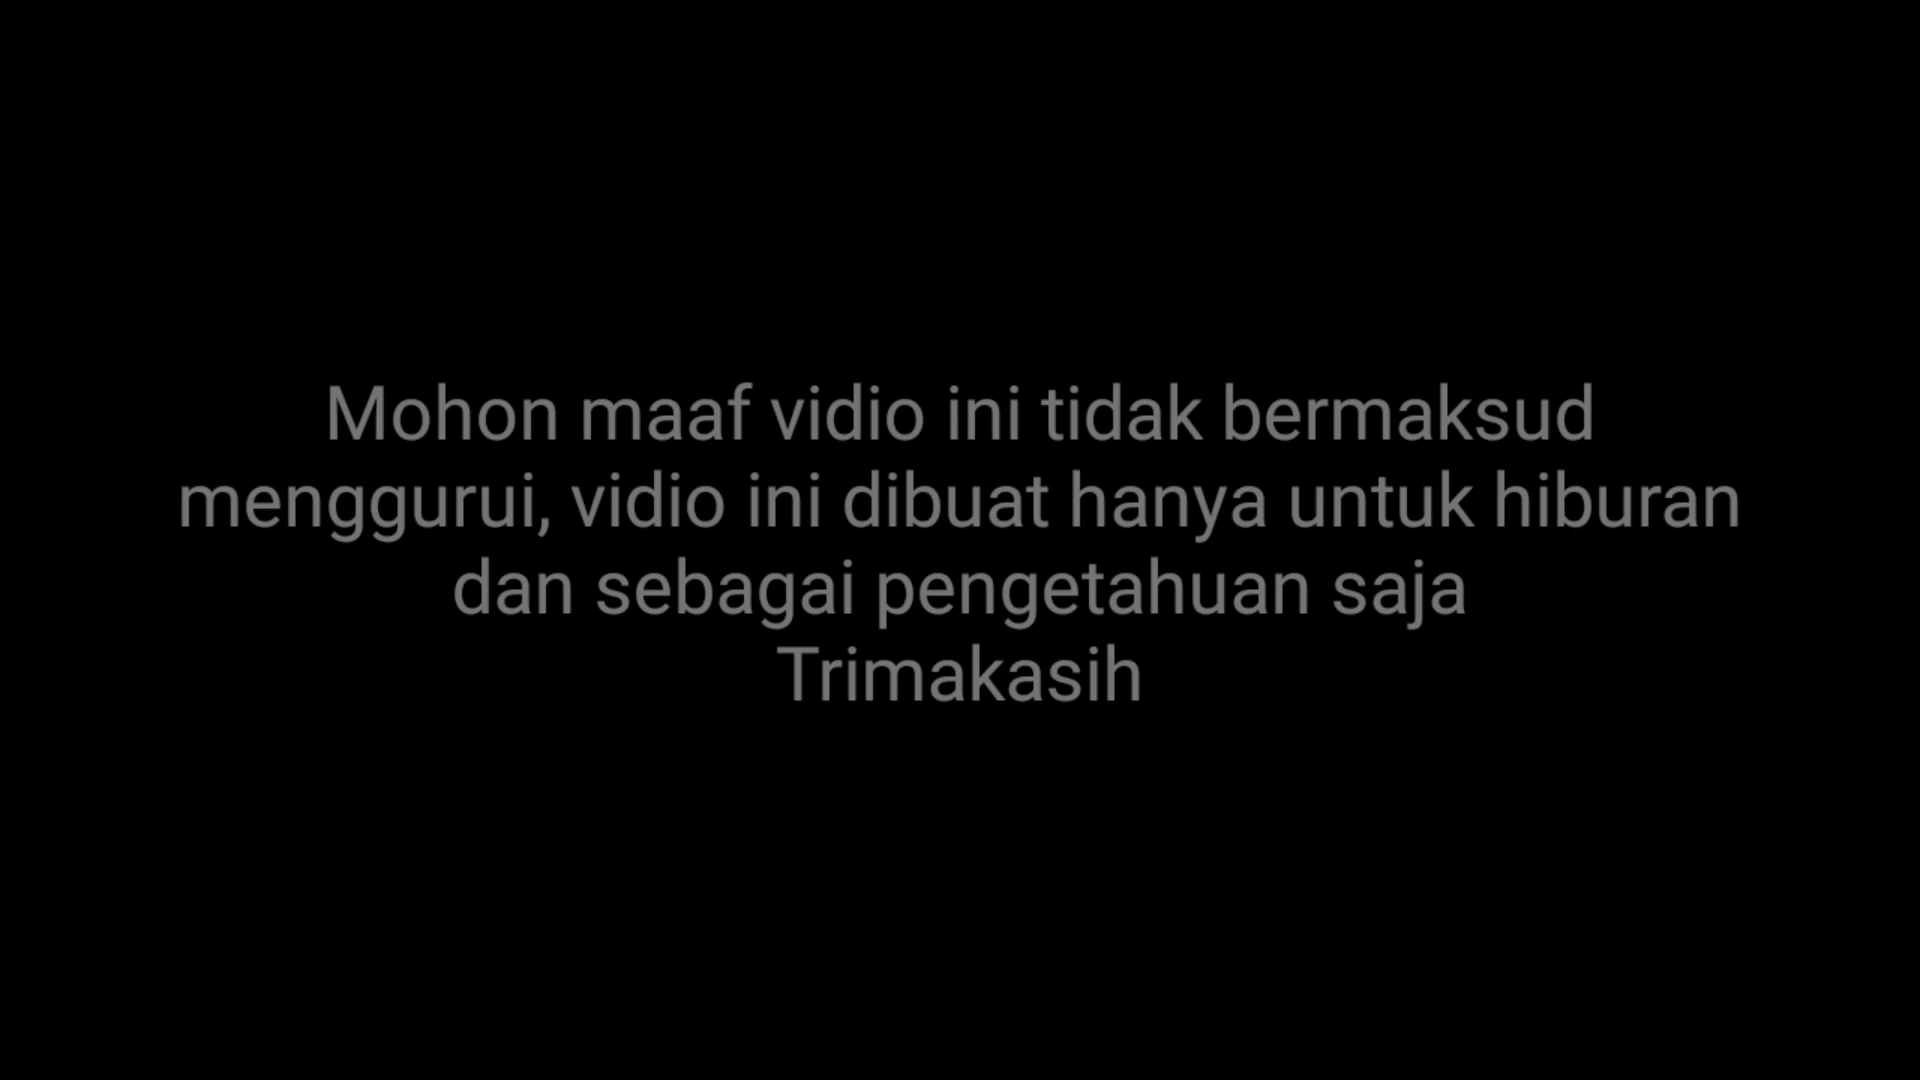 Mohon maaf vidio ini tidak bermaksud
menggurui, vidio ini dibuat hanya untuk hiburan
dan sebagai pengetahuan saja
Trimakasih